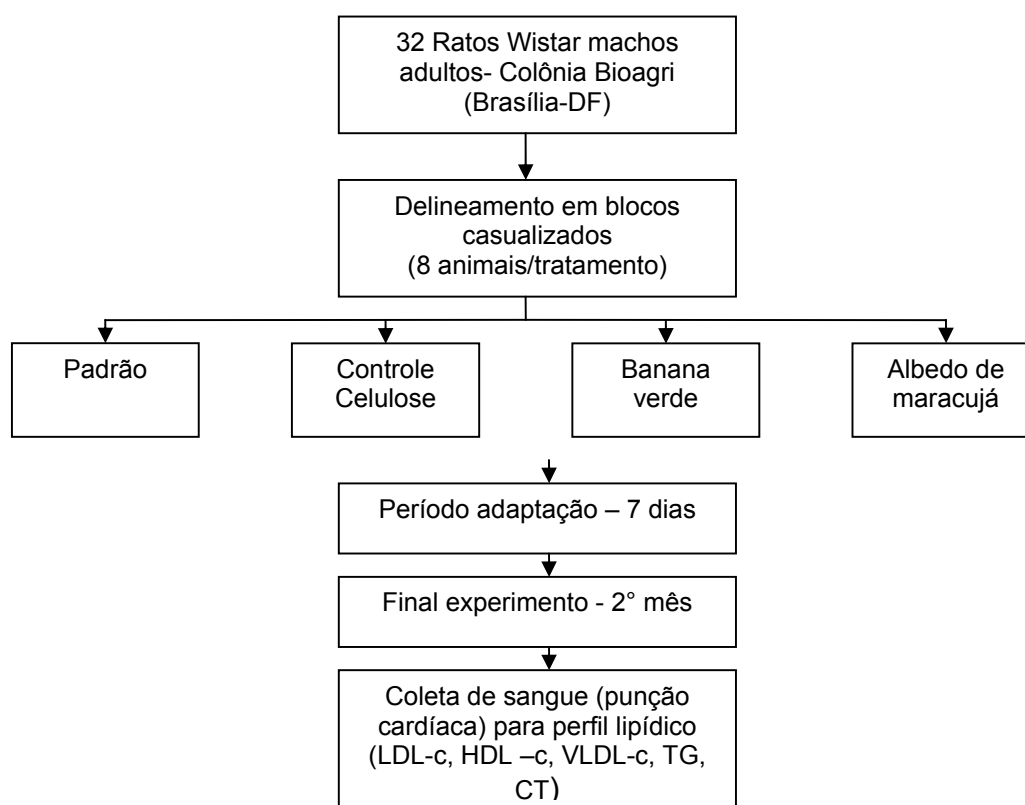 32 Ratos Wistar machos
adultos- Colônia Bioagri
(Brasília-DF)
Delineamento em blocos
casualizados
(8 animais/tratamento)
Padrão
Controle
Celulose
Banana
verde
Albedo de
maracujá
Período adaptação – 7 dias
Final experimento - 2° mês
Coleta de sangue (punção
cardíaca) para perfil lipídico
(LDL-c, HDL –c, VLDL-c, TG,
CT)